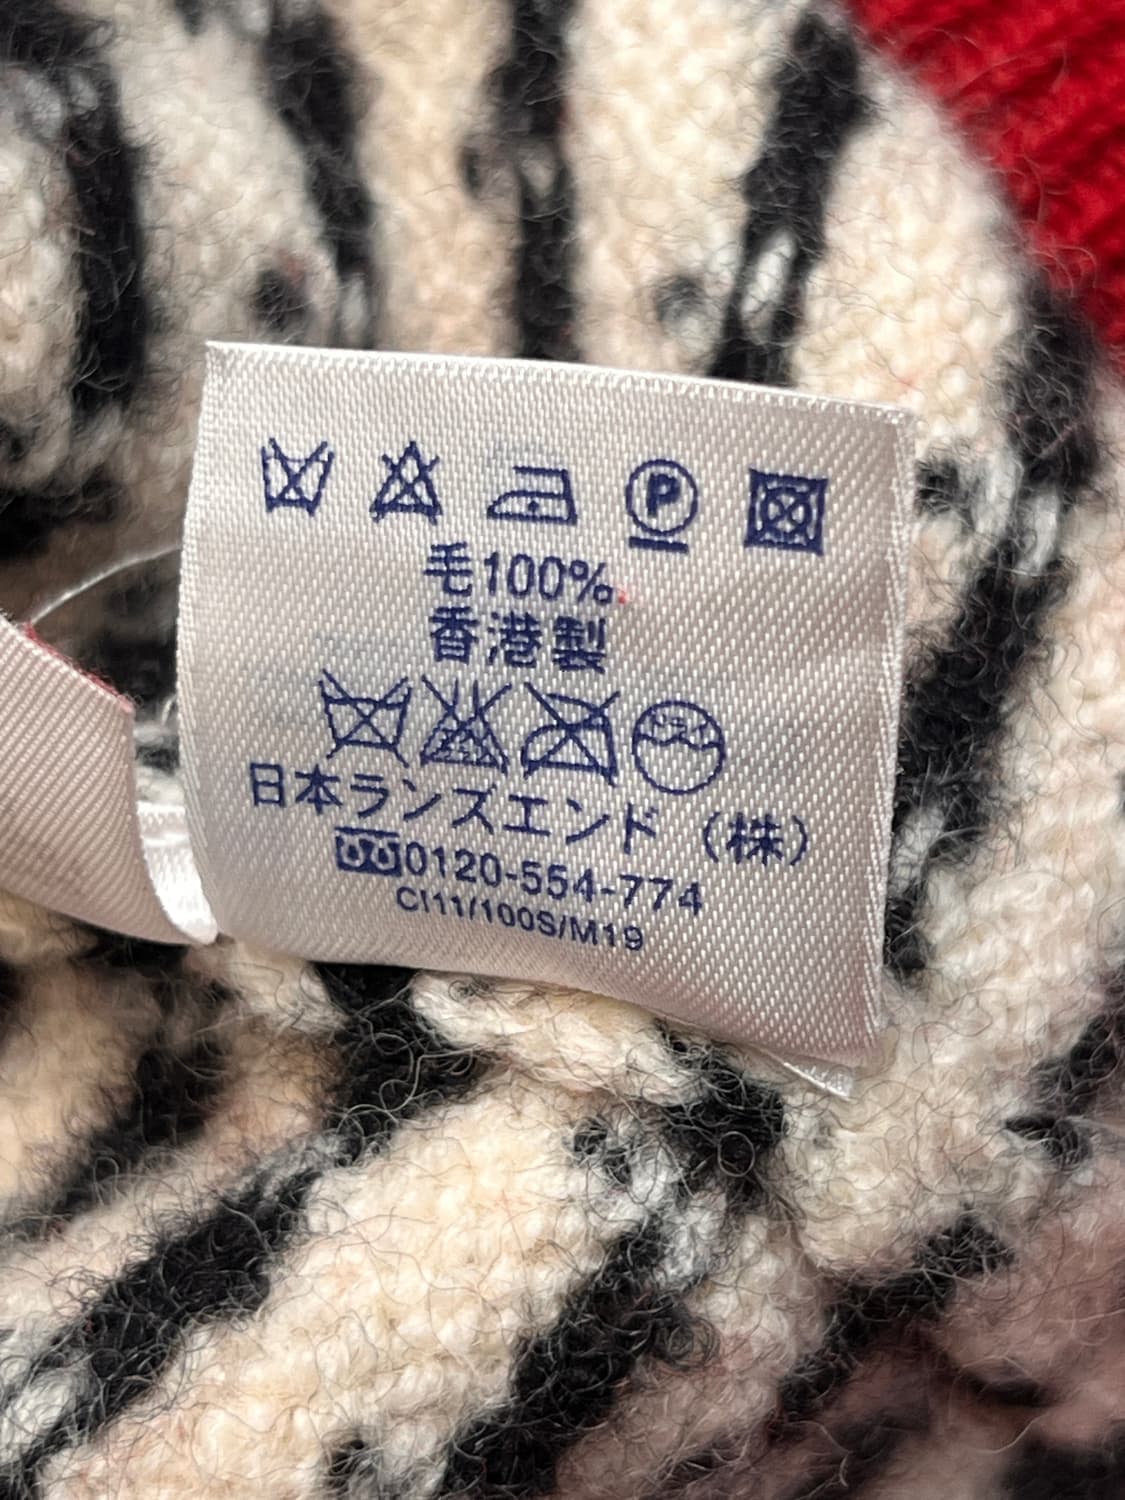 P
毛100%
香港製
日本ランズエンド（株）
0120-554-774
CI11/100S/M19